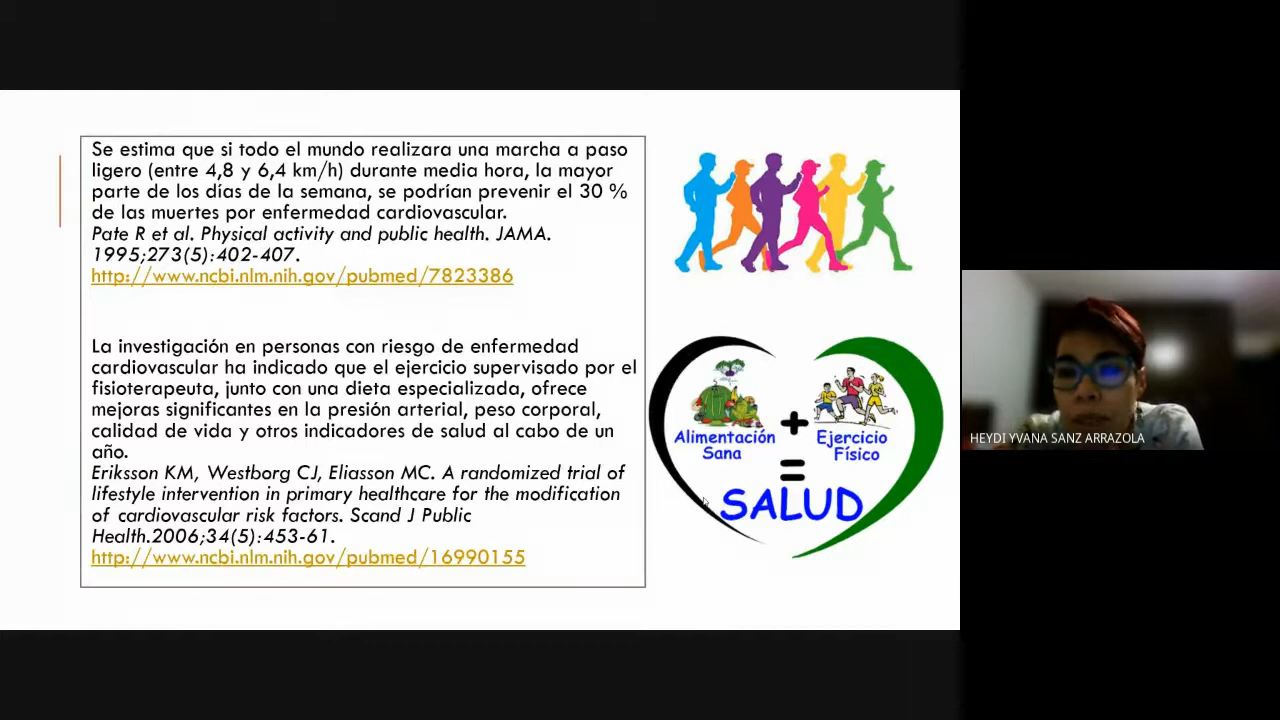 Se estima que si todo el mundo realizara una marcha a paso
ligero (entre 4,8 y 6,4 km/h) durante media hora, la mayor
parte de los días de la semana, se podrían prevenir el 30 %
de las muertes por enfermedad cardiovascular.
Pate R et al. Physical activity and public health. JAMA.
1995;273(5):402-407.
http://www.ncbi.nlm.nih.gov/pubmed/7823386
La investigación en personas con riesgo de enfermedad
cardiovascular ha indicado que el ejercicio supervisado por el
fisioterapeuta, junto con una dieta especializada, ofrece
mejoras significantes en la presión arterial, peso corporal,
calidad de vida y otros indicadores de salud al cabo de un
año.
Eriksson KM, Westborg CJ, Eliasson MC. A randomized trial of
lifestyle intervention in primary healthcare for the modification
of cardiovascular risk factors. Scand J Public
Health.2006;34(5):453-61.
http://www.ncbi.nlm.nih.gov/pubmed/16990155
Alimentación
Sana
+
Ejercicio
Físico
=
SALUD
HEYDI YVANA SANZ ARRAZOLA